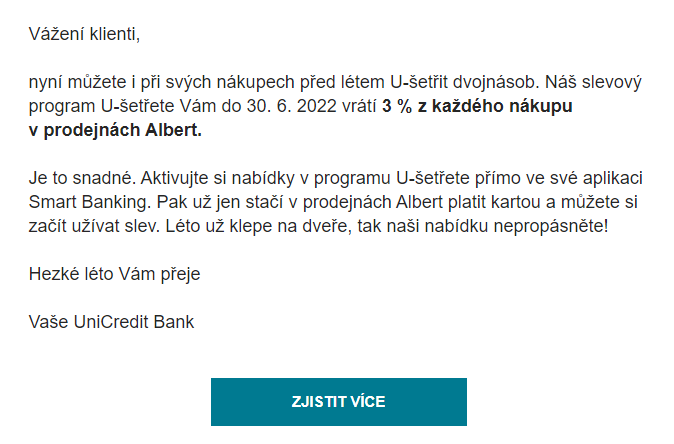 Vážení klienti,
nyní můžete i při svých nákupech před létem U-šetřit dvojnásob. Náš slevový
program U-šetřete Vám do 30. 6. 2022 vrátí 3 % z každého nákupu
v prodejnách Albert.
Je to snadné. Aktivujte si nabídky v programu U-šetřete přímo ve své aplikaci
Smart Banking. Pak už jen stačí v prodejnách Albert platit kartou a můžete si
začít užívat slev. Léto už klepe na dveře, tak naši nabídku nepropásněte!
Hezké léto Vám přeje
Vaše UniCredit Bank
ZJISTIT VÍCE